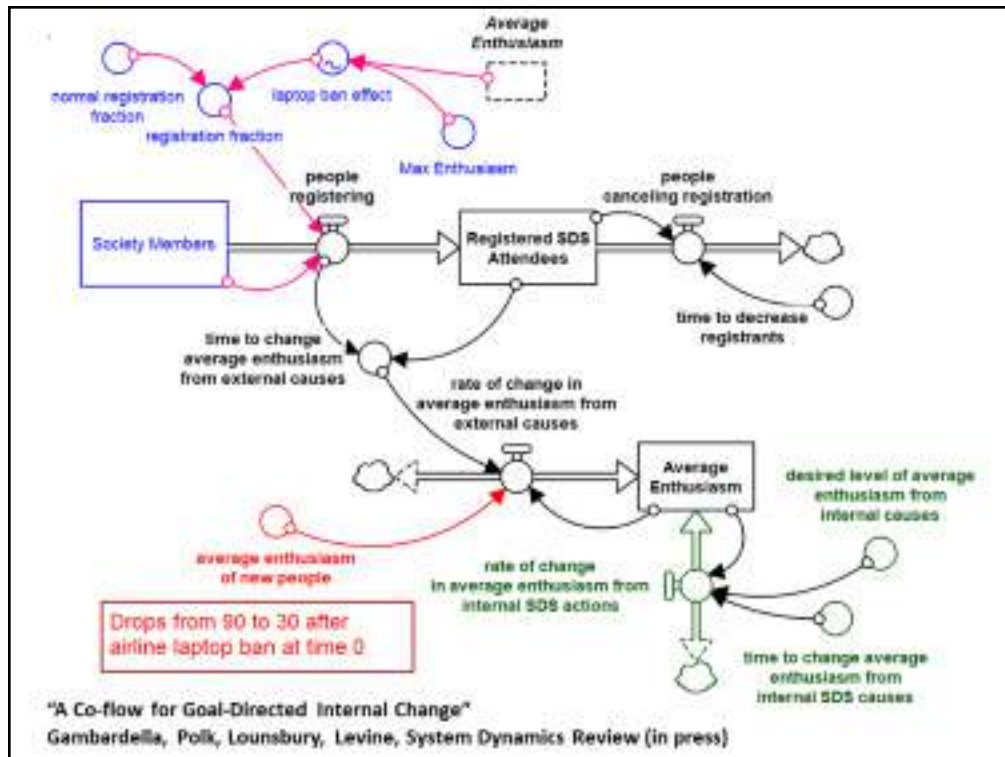 Average
Enthusiasm
normal registration
fraction
laptop ban effect
registration fraction
Max Enthusiasm
people
registering
people
canceling registration
Society Members
Registered SDS
Attendees
time to decrease
registrants
time to change
average enthusiasm
from external causes
rate of change in
average enthusiasm from
external causes
Average
Enthusiasm
desired level of average
enthusiasm from
internal causes
average enthusiasm
of new people
rate of change
in average enthusiasm from
internal SDS actions
Drops from 90 to 30 after
airline laptop ban at time 0
time to change average
enthusiasm from
internal SDS causes
"A Co-flow for Goal-Directed Internal Change"
Gambardella, Polk, Lounsbury, Levine, System Dynamics Review (in press)